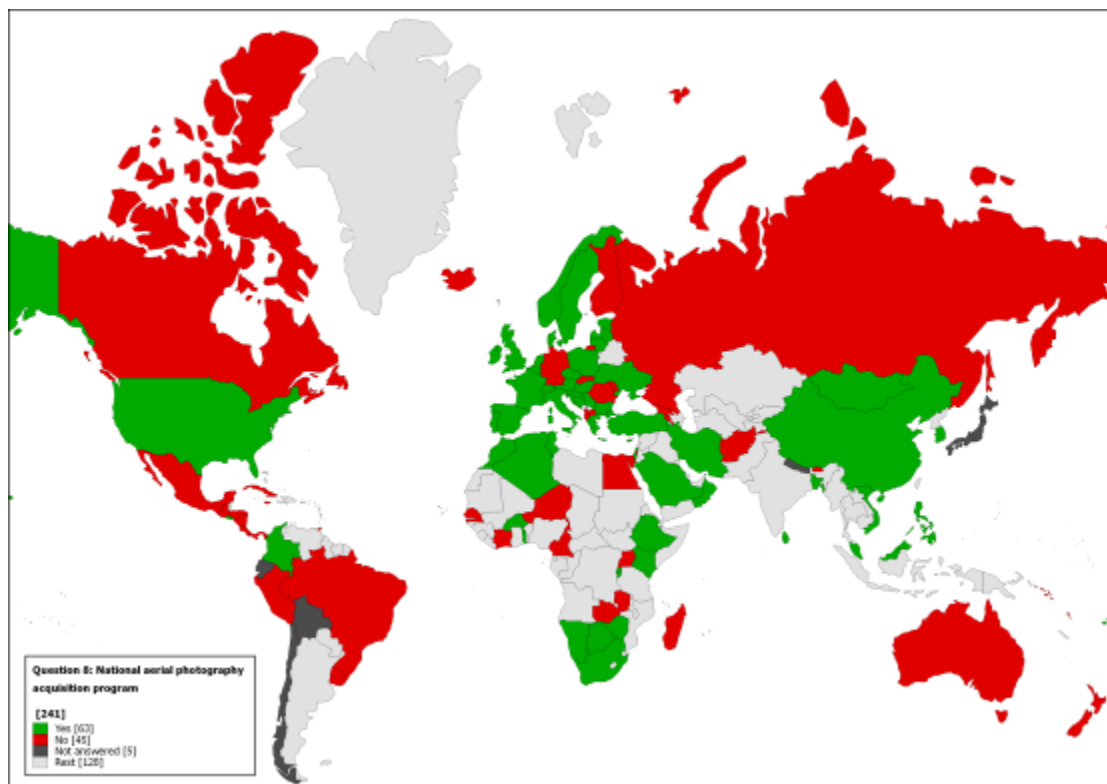 Question 8: National aerial photography
acquisition program
[241]
Yes [63]
No [45]
Not answered [5]
Rest [128]